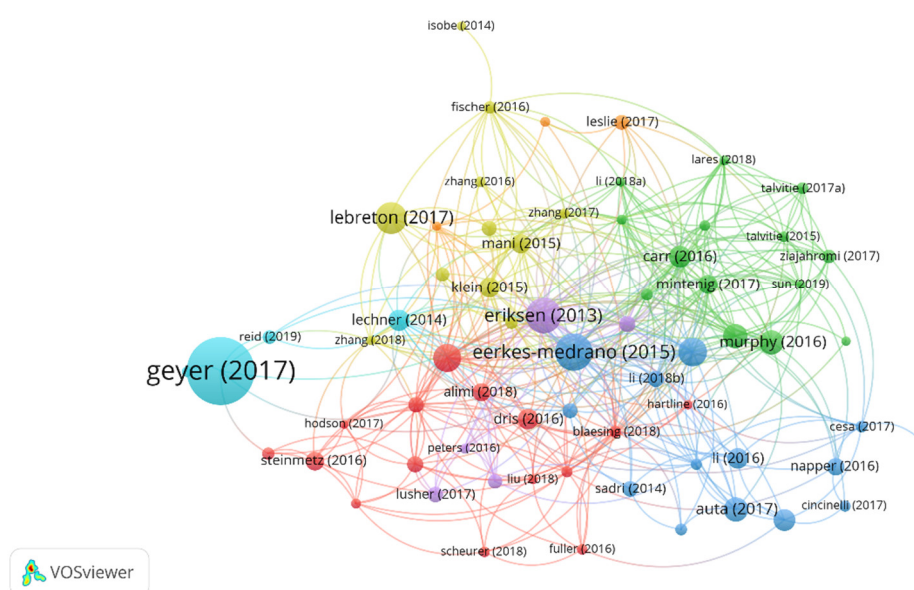 isobe (2014)
fischer (2016)
leslie (2017)
lares (2018)
zhang (2016)
li (2018a)
talvitie (2017a)
lebreton (2017)
zhang (2017)
talvitie (2015)
mani (2015)
carr (2016)
ziajahromi (2017)
klein (2015)
mintenig (2017)
sun (2019)
lechner (2014)
eriksen (2013)
reid (2019)
zhang (2018)
murphy (2016)
geyer (2017)
eerkes-medrano (2015)
li (2018b)
alimi (2018)
hartline (2016)
hodson (2017)
dris (2016)
blaesing (2018)
cesa (2017)
peters (2016)
steinmetz (2016)
li (2016)
napper (2016)
liu (2018)
lusher (2017)
sadri (2014)
auta (2017)
cincinelli (2017)
scheurer (2018)
fuller (2016)
VOSviewer